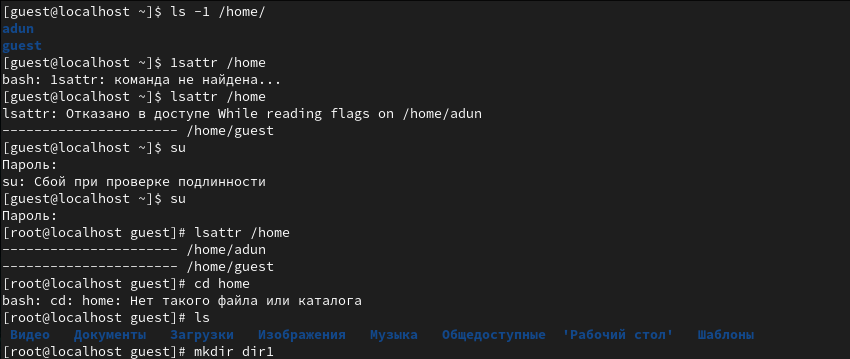 [guest@localhost ~]$ ls -1 /home/
adun
guest
[guest@localhost ~]$ 1sattr /home
bash: 1sattr: команда не найдена...
[guest@localhost ~]$ lsattr /home
lsattr: Отказано в доступе While reading flags on /home/adun
---------------------- /home/guest
[guest@localhost ~]$ su
Пароль:
su: Сбой при проверке подлинности
[guest@localhost ~]$ su
Пароль:
[root@localhost guest]# lsattr /home
---------------------- /home/adun
---------------------- /home/guest
[root@localhost guest]# cd home
bash: cd: home: Нет такого файла или каталога
[root@localhost guest]# ls
Видео   Документы   Загрузки   Изображения   Музыка   Общедоступные  'Рабочий стол'   Шаблоны
[root@localhost guest]# mkdir dir1